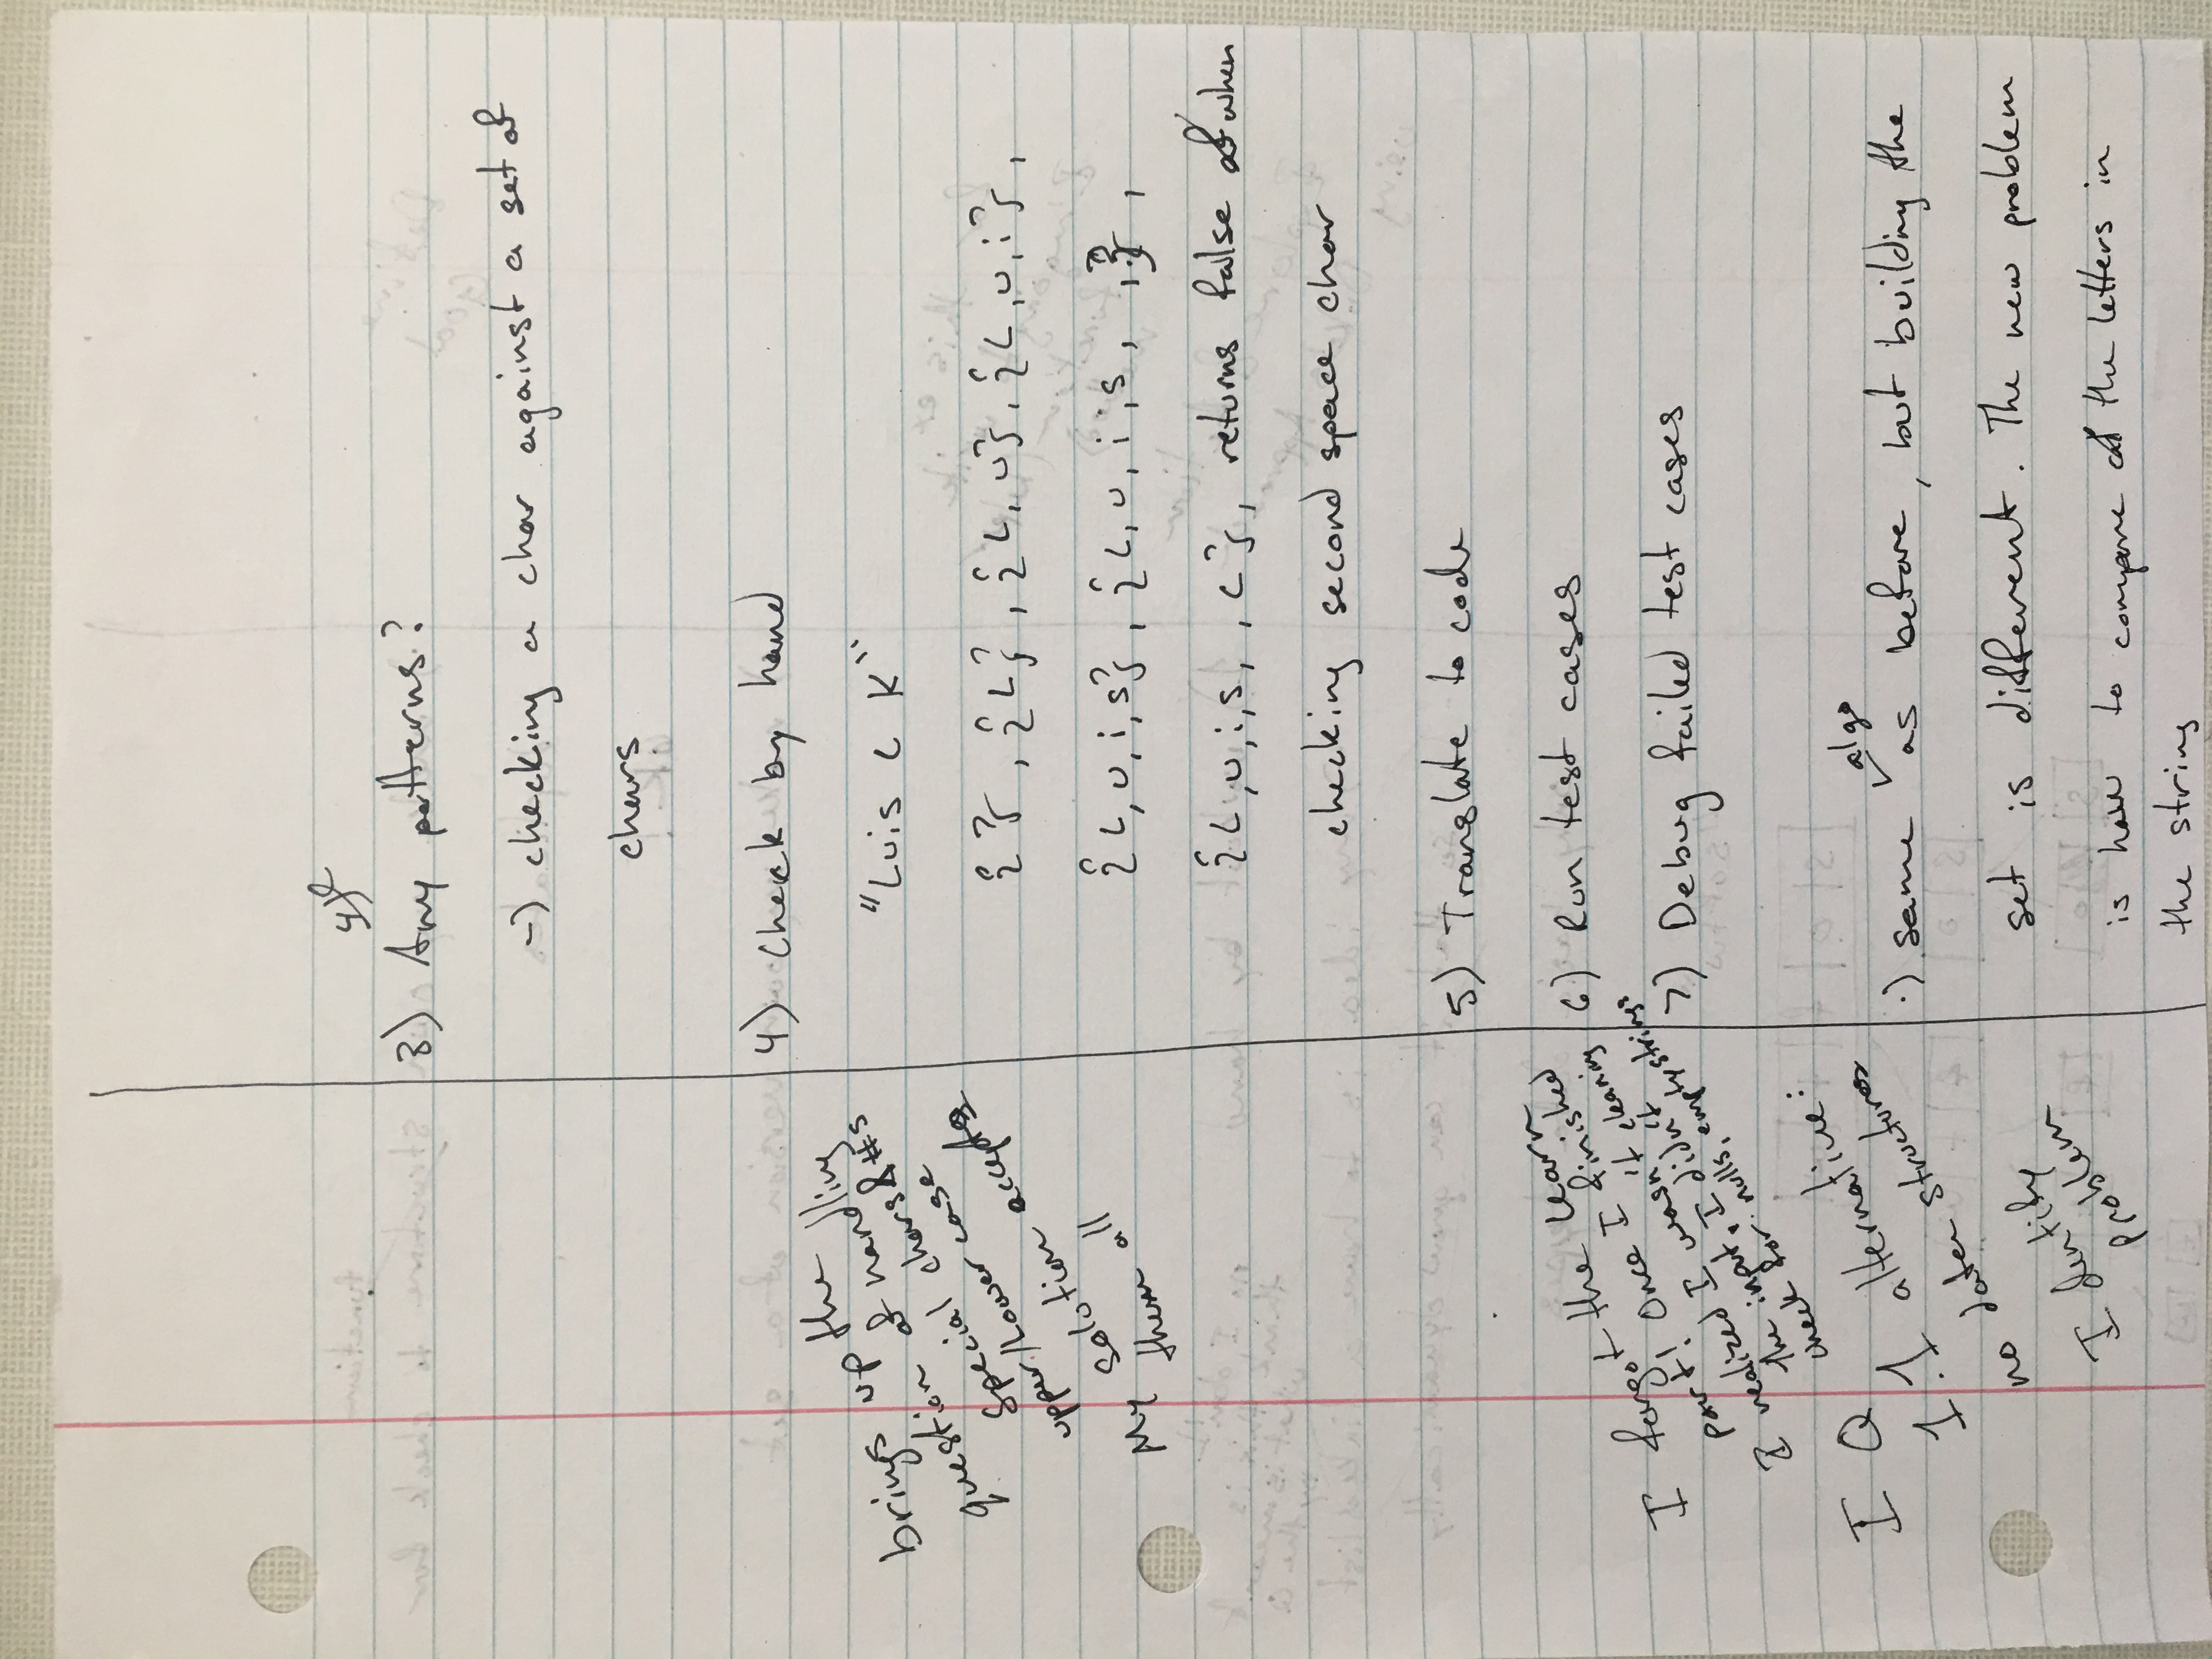 3) Any patterns?
-) checking a char against a set of
chars
4) Check by hand
"Luis C K"
{ }, {L}, {L, u}, {L, u, i},
{L, u, i, s}, {L, u, i, s, , },
{L, u, i, s, , C}, returns false when
checking second space char
brings up the
question of handling
special chars & #s
upper/lower case
My solution accepts
them all
5) Translate to code
6) Run test cases
7) Debug failed test cases
I forgot the learn
part! Once I finished
I realized I wasn't cleaning
the input, I didn't
check for nulls, empty strings
I Q
1.1 alternative:
no data structures
Identify
problem
·) same algo as before, but building the
set is different. The new problem
is how to compare the letters in
the string